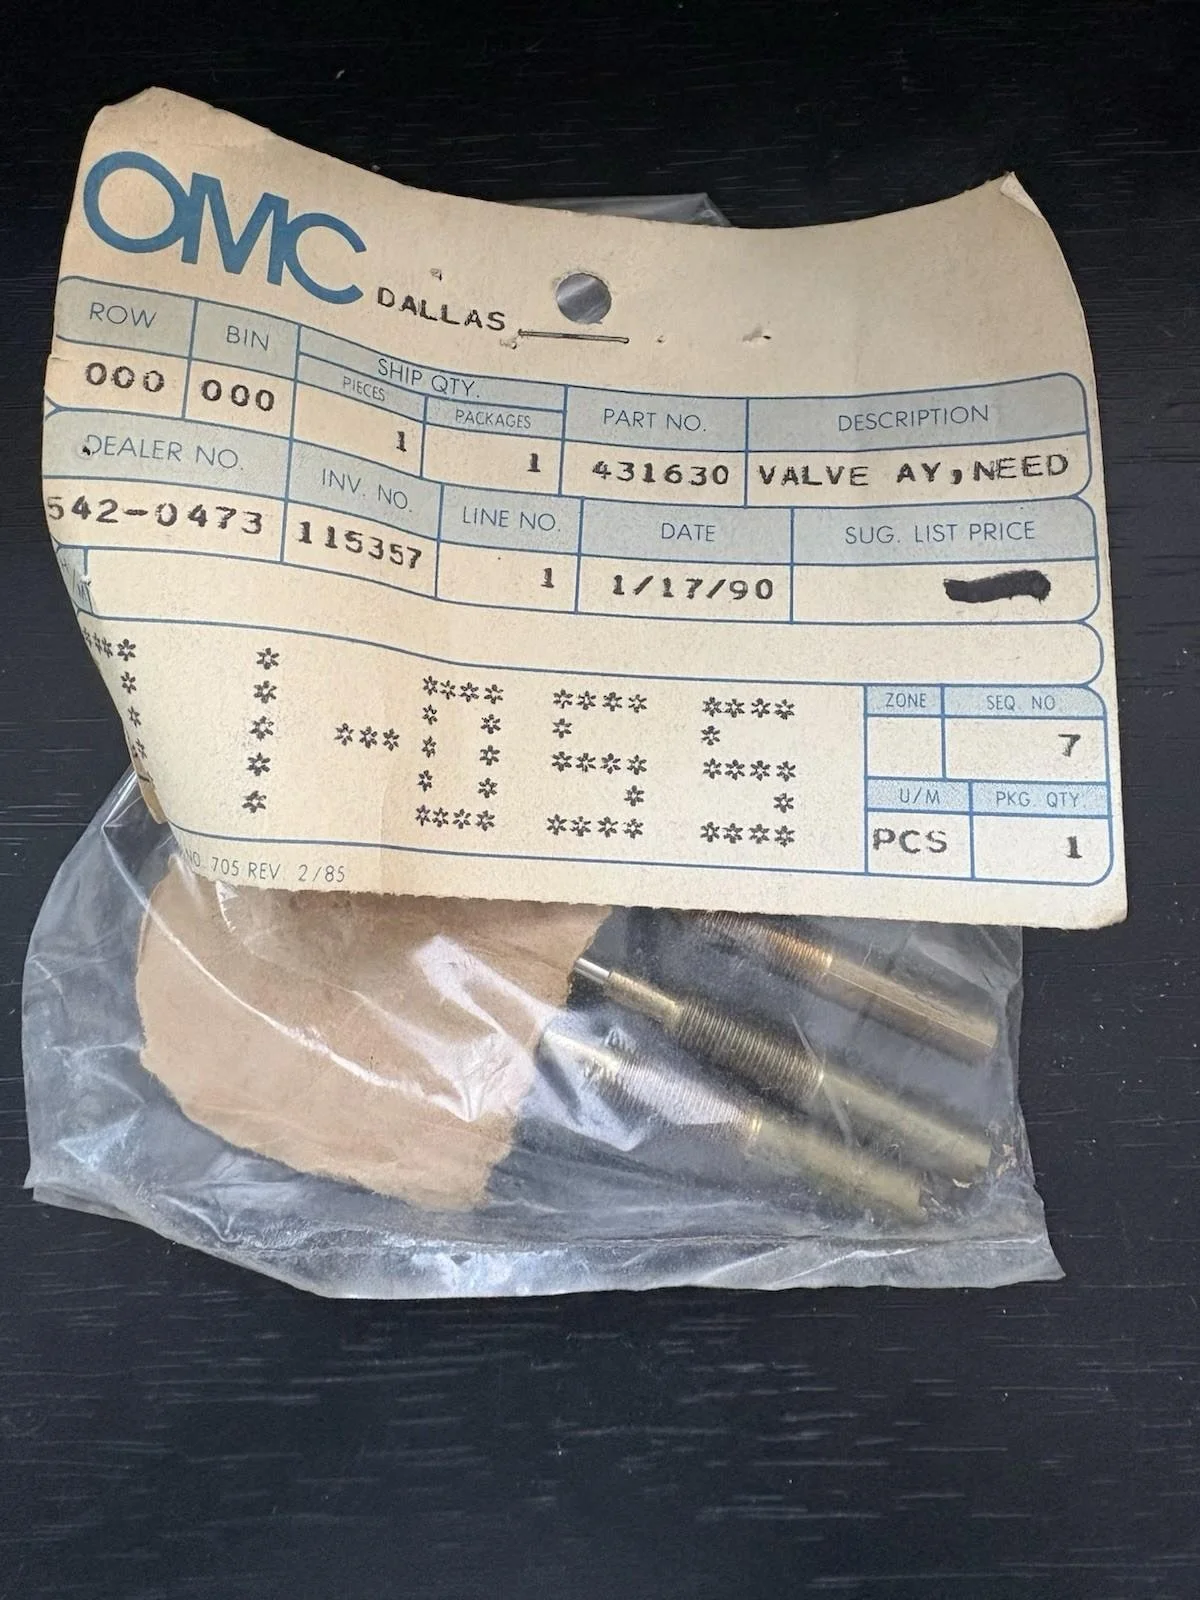 OMC DALLAS
ROW BIN SHIP QTY. PART NO. DESCRIPTION
PIECES PACKAGES
000 000 1 1 431630 VALVE AY,NEED
DEALER NO. INV. NO. LINE NO. DATE SUG. LIST PRICE
542-0473 115357 1 1/17/90
ZONE SEQ. NO.
7
U/M PKG. QTY.
PCS 1
NO. 705 REV. 2/85